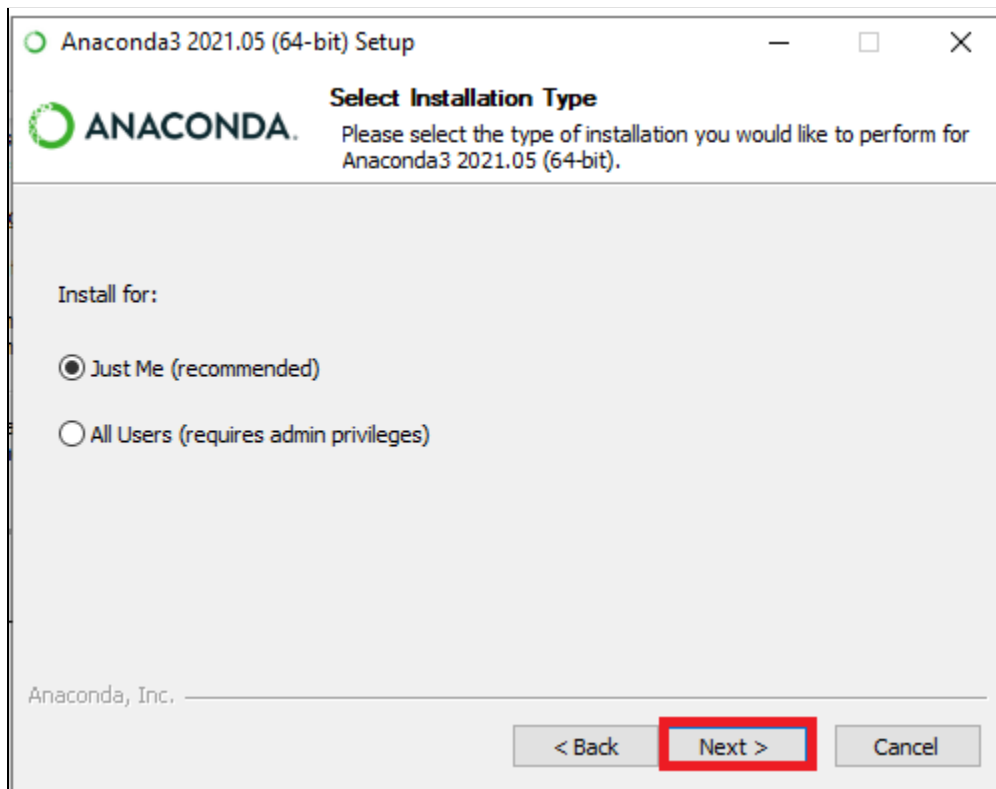 Anaconda3 2021.05 (64-bit) Setup
ANACONDA.
Select Installation Type
Please select the type of installation you would like to perform for
Anaconda3 2021.05 (64-bit).
Install for:
Just Me (recommended)
All Users (requires admin privileges)
Anaconda, Inc.
< Back Next > Cancel